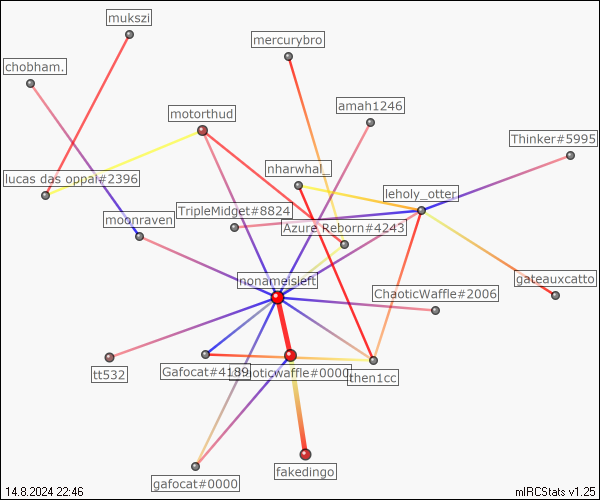 mukszi
mercurybro
chobham.
motorthud
amah1246
Thinker#5995
nharwhal_
lucas das oppai#2396
leholy_otter
TripleMidget#8824
moonraven
Azure Reborn#4243
nonameisleft
gateauxcatto
ChaoticWaffle#2006
tt532
Gafocat#4189
chaoticwaffle#0000
then1cc
fakedingo
gafocat#0000
14.8.2024 22:46
mIRCStats v1.25